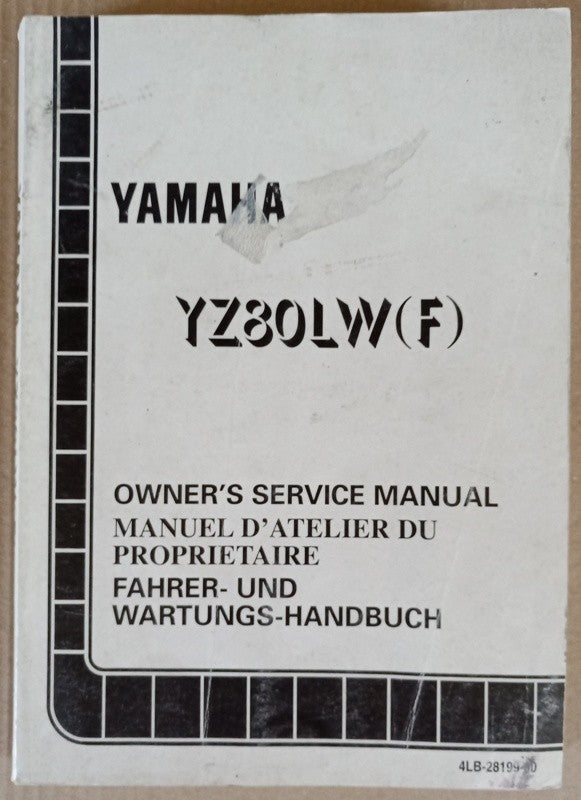 YAMAHA
YZ80LW(F)
OWNER'S SERVICE MANUAL
MANUEL D'ATELIER DU
PROPRIETAIRE
FAHRER- UND
WARTUNGS-HANDBUCH